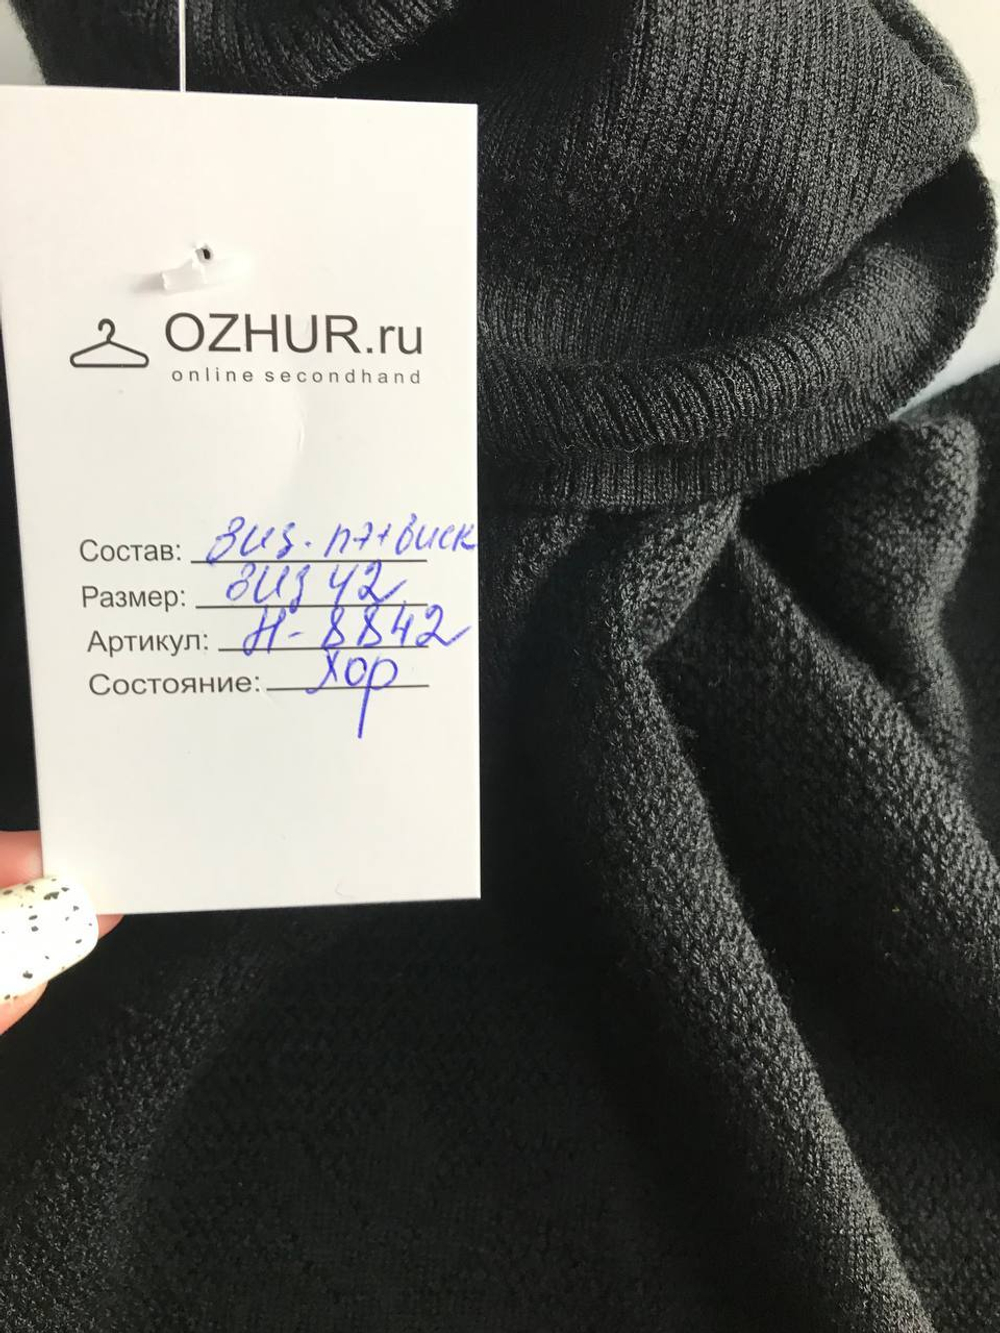 OZHUR.ru
online secondhand
Состав: виз. пэ+виск
Размер: виз 42
Артикул: Н-8842
Состояние: хор